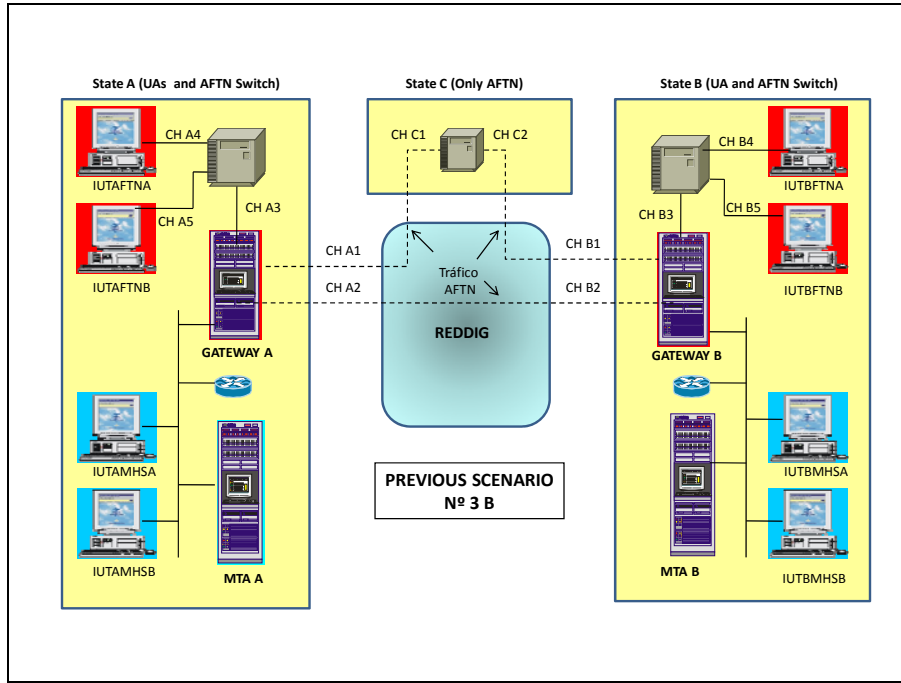 State A (UAs and AFTN Switch)
State C (Only AFTN)
State B (UA and AFTN Switch)
CH A4
IUTAFTNA
CH A5
CH A3
IUTAFTNB
GATEWAY A
CH C1
CH C2
CH A1
CH A2
Tráfico
AFTN
REDDIG
CH B1
CH B2
CH B4
IUTBFTNA
CH B3
CH B5
IUTBFTNB
GATEWAY B
IUTAMHSA
IUTAMHSB
MTA A
PREVIOUS SCENARIO
Nº 3 B
IUTBMHSA
MTA B
IUTBMHSB